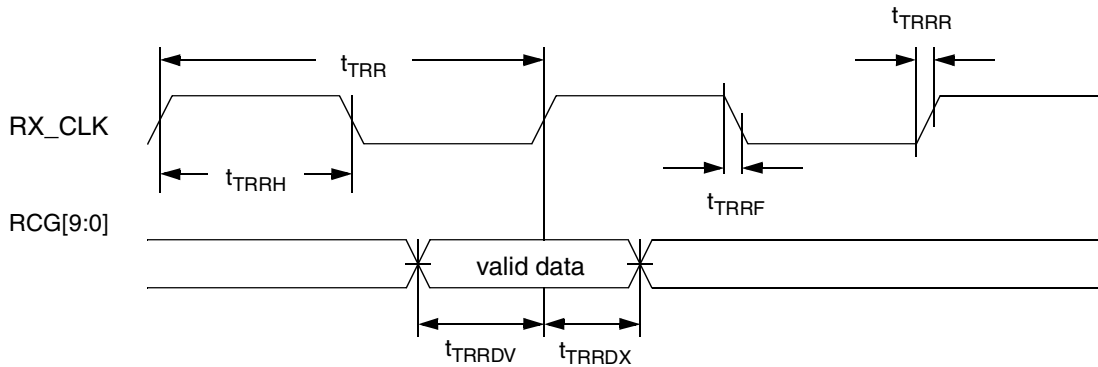 tTRRR
tTRR
RX_CLK
tTRRH
tTRRF
RCG[9:0]
valid data
tTRRDV tTRRDX